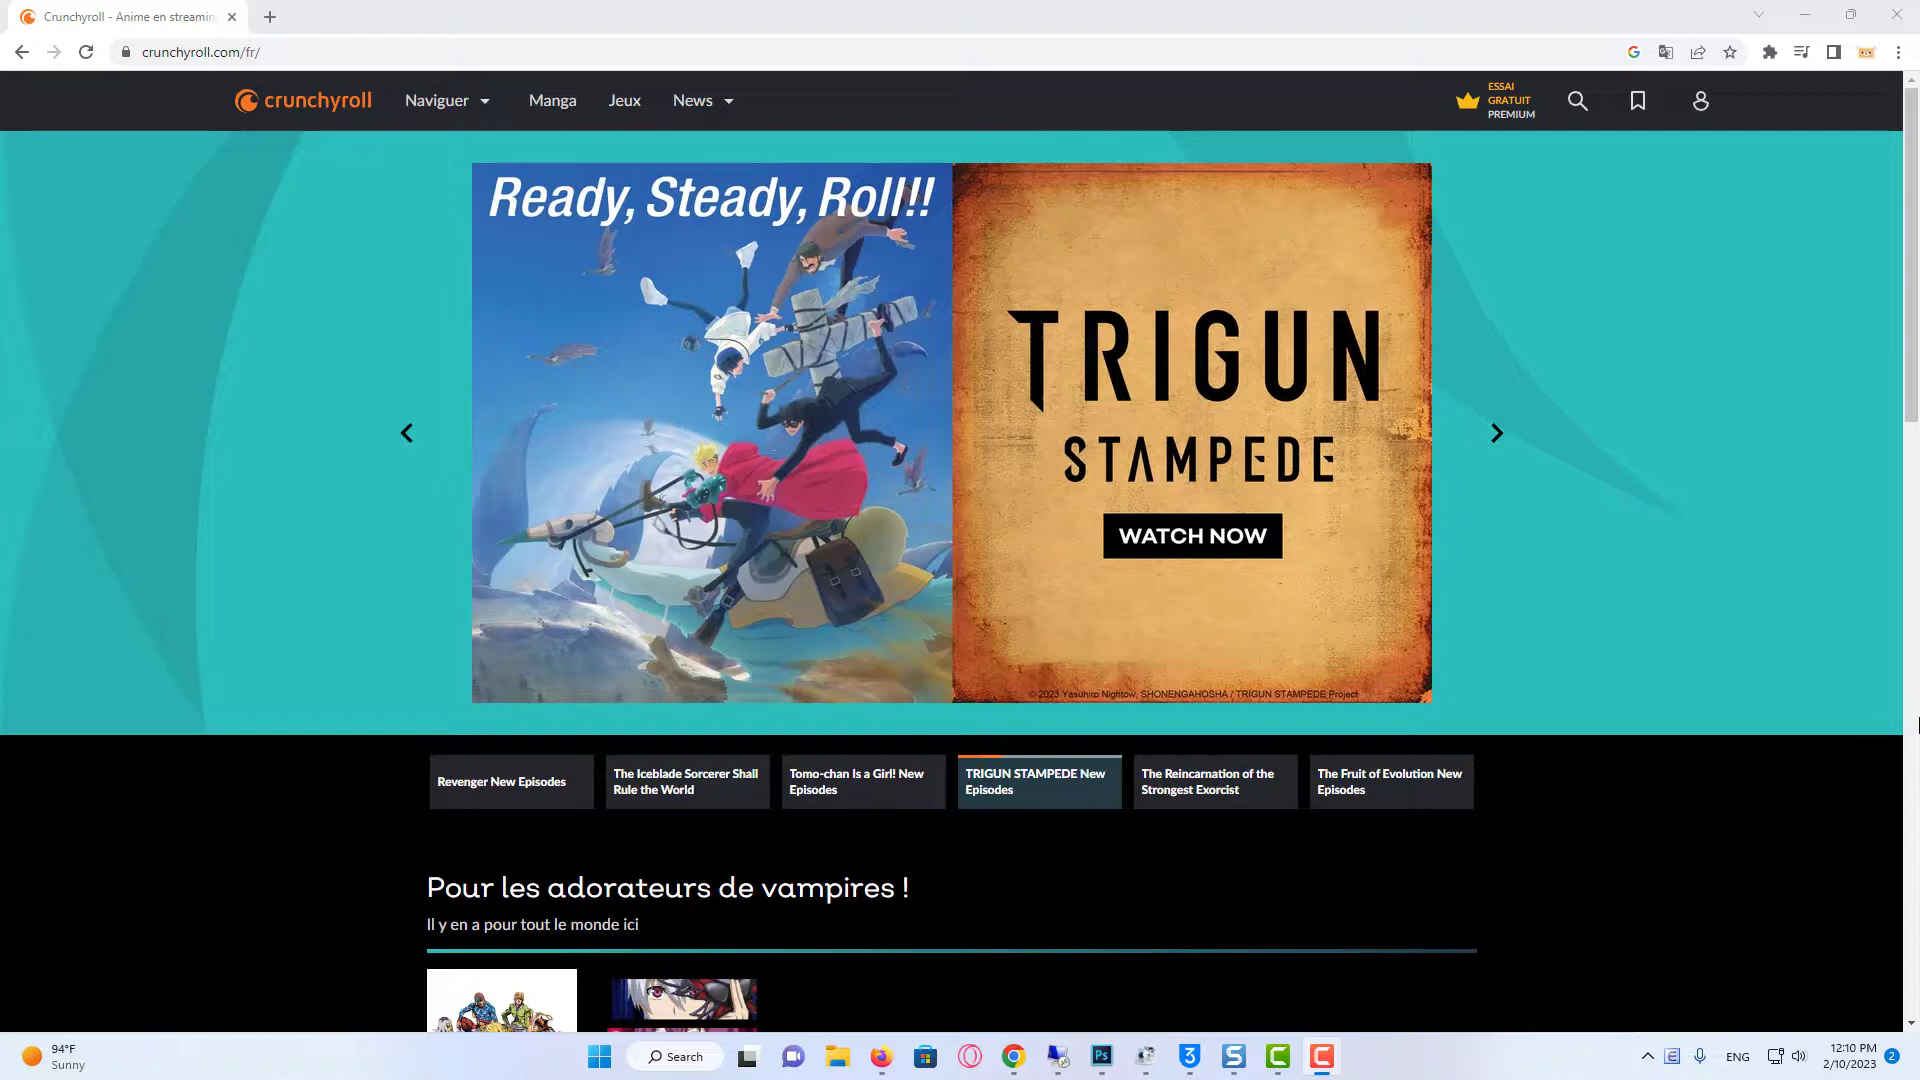 Crunchyroll - Anime en streamin
crunchyroll.com/fr/
crunchyroll
Naviguer
Manga
Jeux
News
ESSAI
GRATUIT
PREMIUM
Ready, Steady, Roll!!
TRIGUN
STAMPEDE
WATCH NOW
© 2023 Yasuhiro Nightow, SHONENGAHOSHA / TRIGUN STAMPEDE Project
Revenger New Episodes
The Iceblade Sorcerer Shall
Rule the World
Tomo-chan Is a Girl! New
Episodes
TRIGUN STAMPEDE New
Episodes
The Reincarnation of the
Strongest Exorcist
The Fruit of Evolution New
Episodes
Pour les adorateurs de vampires !
Il y en a pour tout le monde ici
94°F
Sunny
Search
Ps
3
S
C
C
E
ENG
12:10 PM
2/10/2023
2